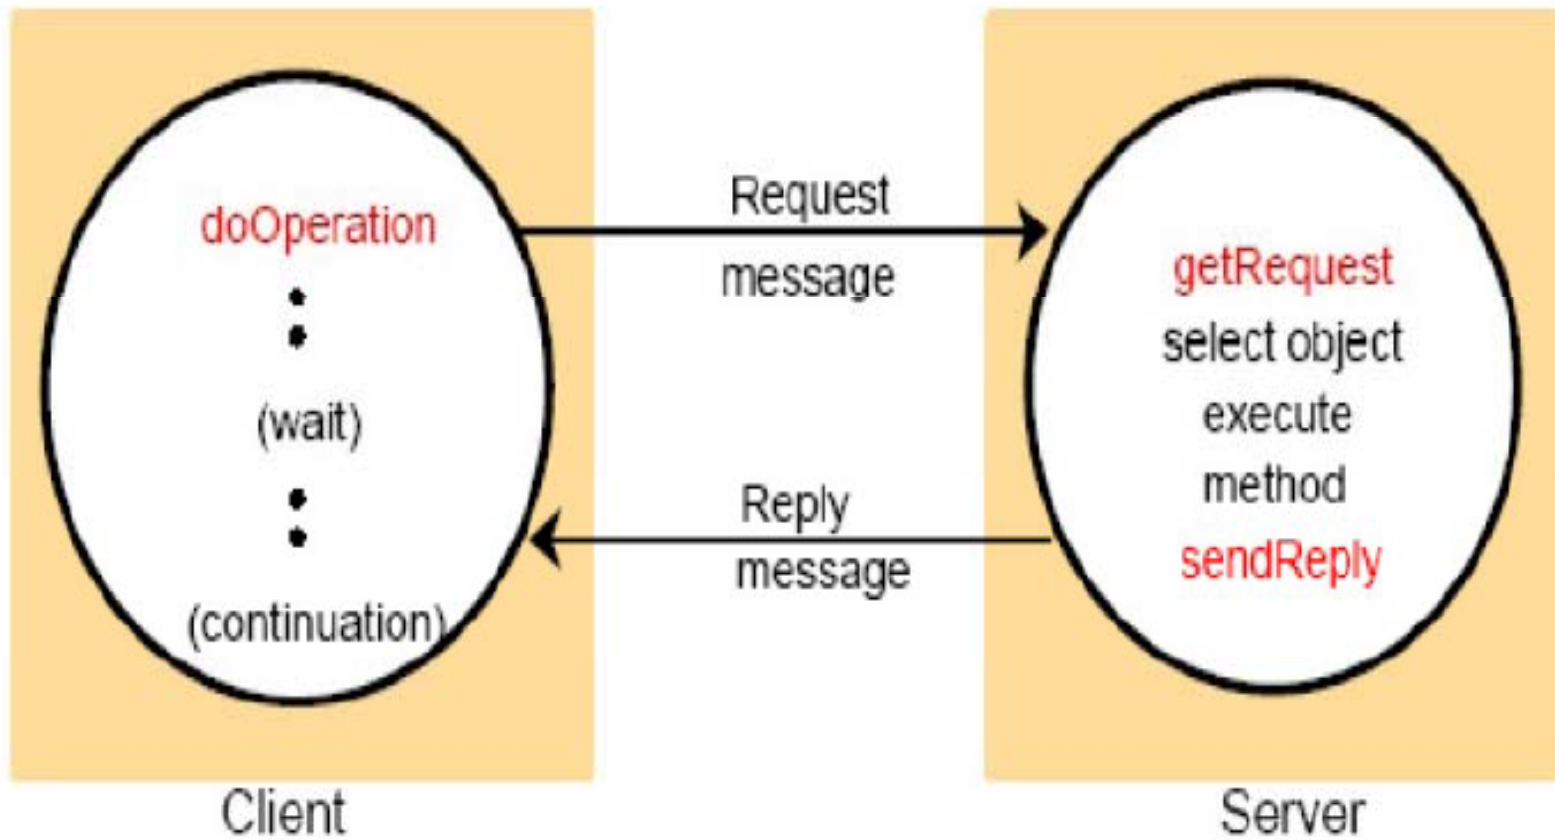 doOperation
(wait)
(continuation)
Client
Request
message
Reply
message
getRequest
select object
execute
method
sendReply
Server